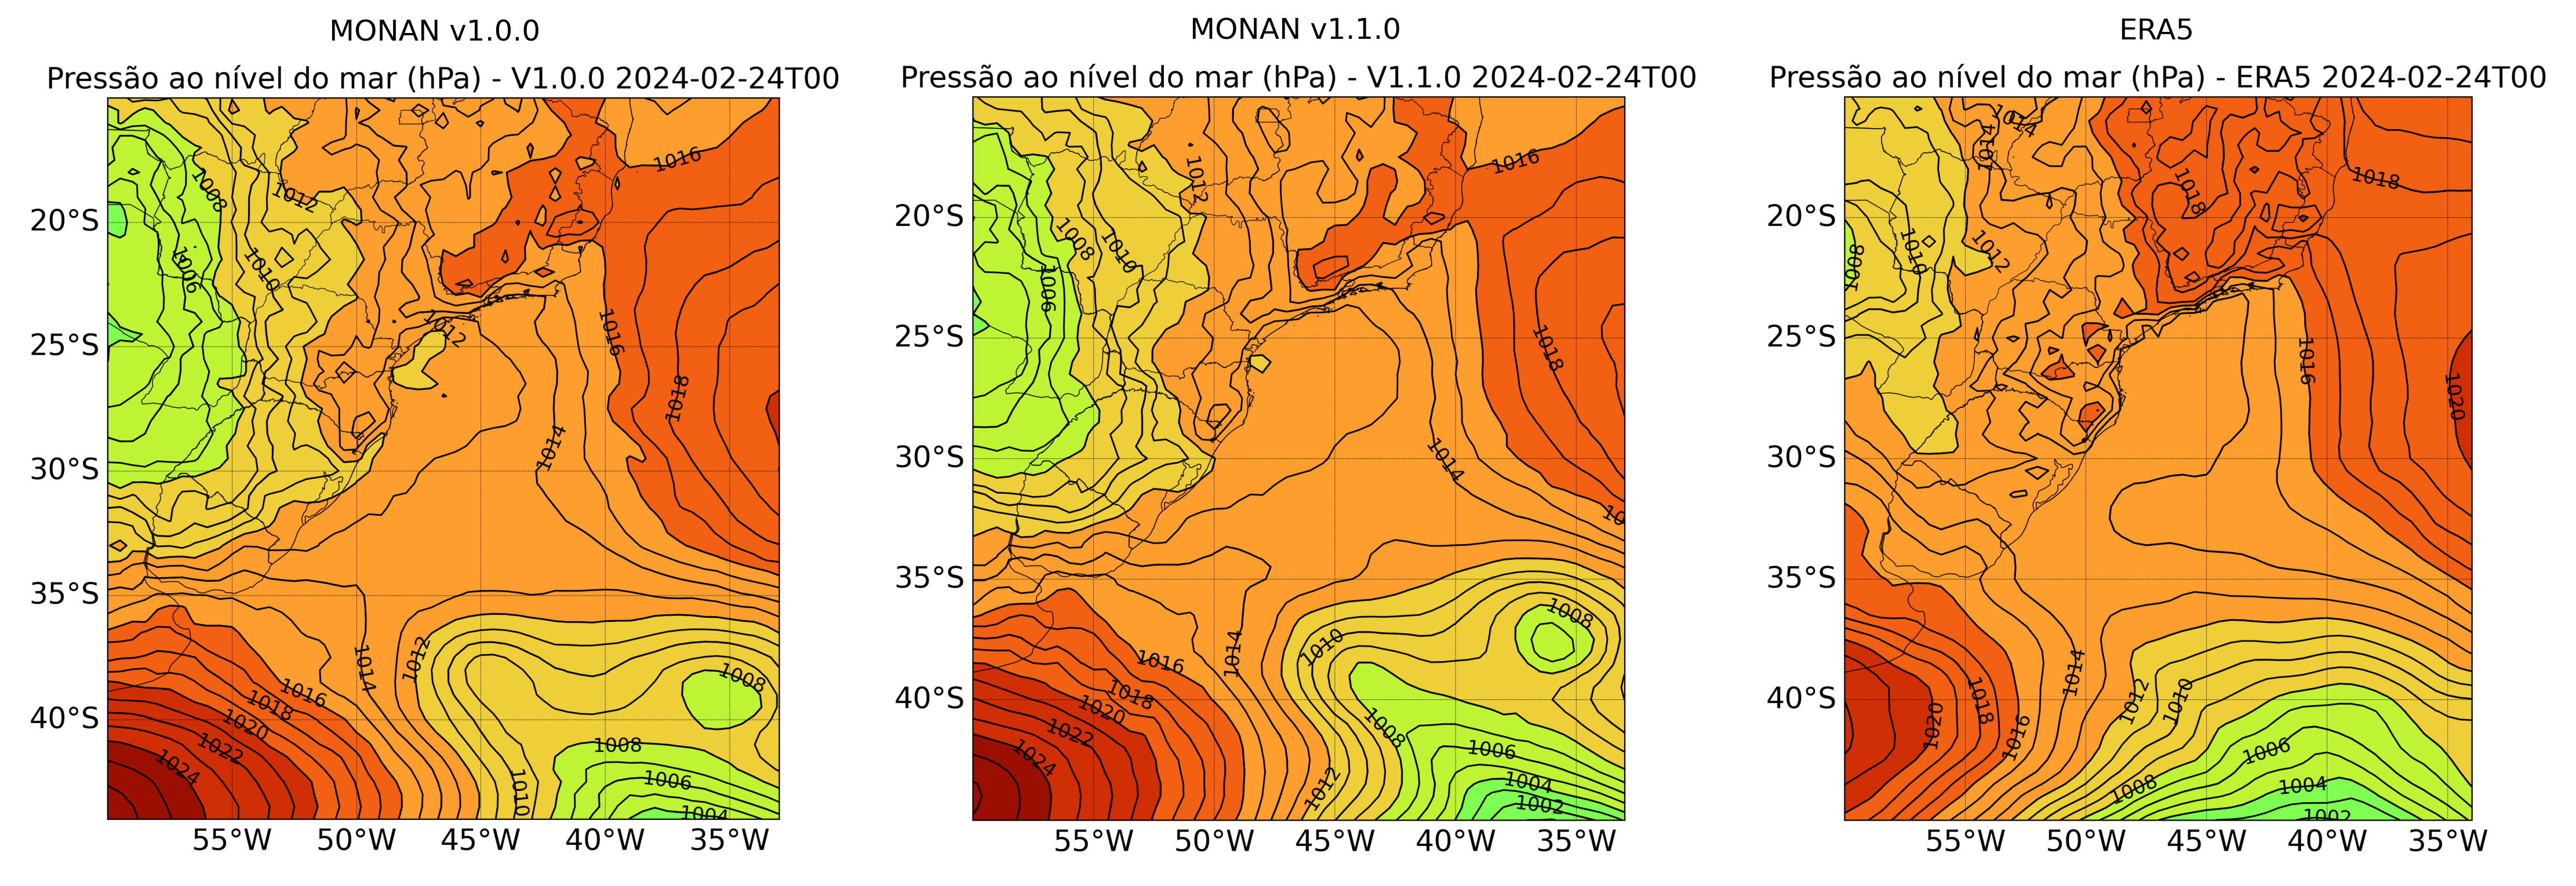 MONAN v1.0.0
Pressão ao nível do mar (hPa) - V1.0.0 2024-02-24T00
1016
1008
1012
1010
1006
1012
1016
1018
1014
1014
1012
1008
1016
1018
1020
1022
1024
1008
1006
1010
1004
20°S
25°S
30°S
35°S
40°S
55°W
50°W
45°W
40°W
35°W
MONAN v1.1.0
Pressão ao nível do mar (hPa) - V1.1.0 2024-02-24T00
1016
1012
1008
1010
1006
1018
1014
10
1008
1010
1014
1016
1018
1020
1022
1024
1008
1006
1004
1002
1012
20°S
25°S
30°S
35°S
40°S
55°W
50°W
45°W
40°W
35°W
ERA5
Pressão ao nível do mar (hPa) - ERA5 2024-02-24T00
1014
1014
1018
1018
1008
1010
1012
1016
1020
1014
1012
1010
1018
1020
1016
1006
1004
1008
1002
20°S
25°S
30°S
35°S
40°S
55°W
50°W
45°W
40°W
35°W